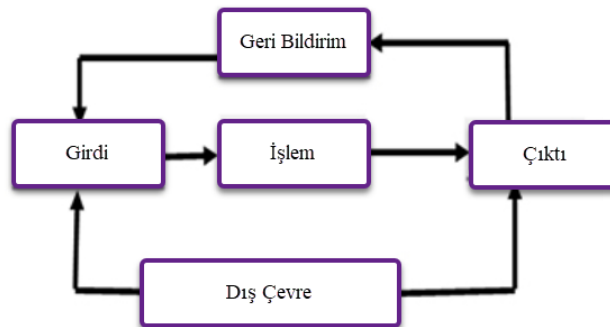 Geri Bildirim
Girdi
İşlem
Çıktı
Dış Çevre